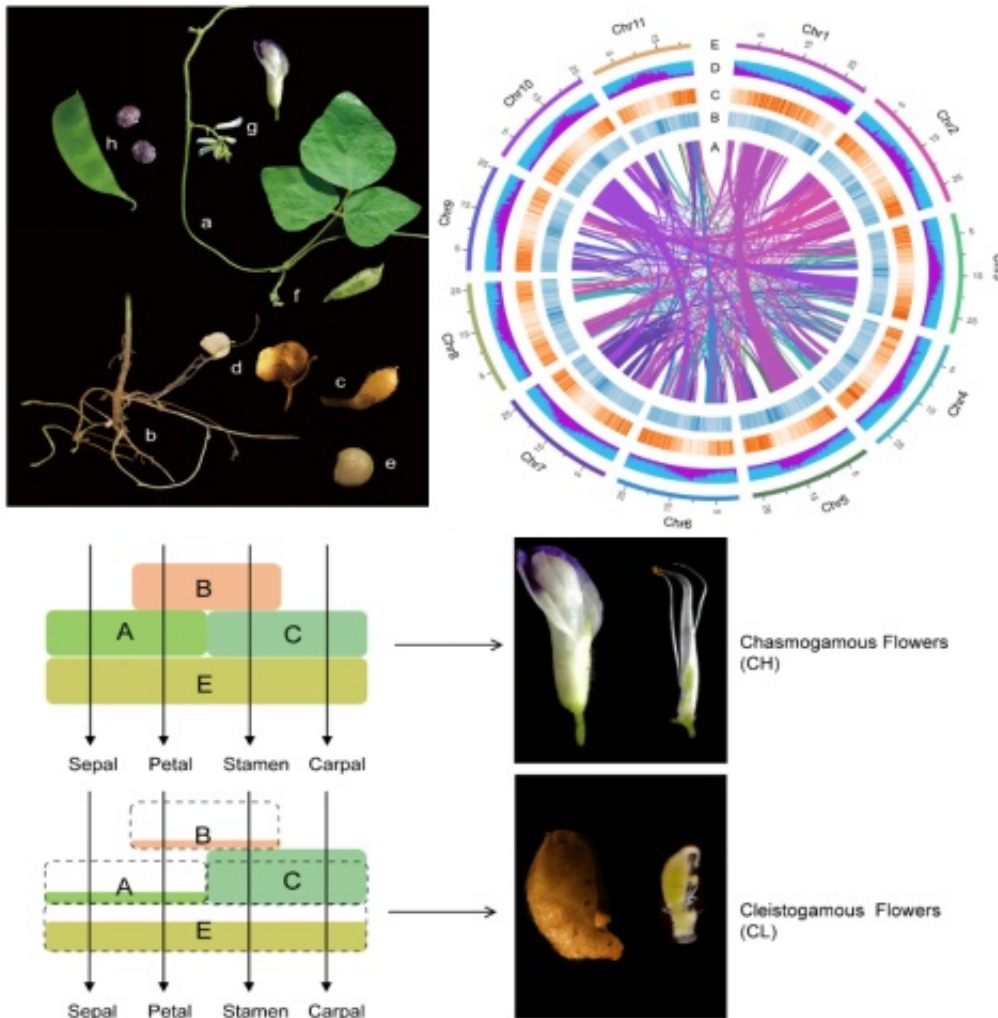 g
h
a
f
d
c
b
e
Chr11
E
Chr1
D
C
B
A
Chr10
Chr2
Chr9
Chr8
Chr4
Chr7
Chr5
Chr6
B
A
C
E
Sepal Petal Stamen Carpal
Chasmogamous Flowers
(CH)
B
A
C
E
Sepal Petal Stamen Carpal
Cleistogamous Flowers
(CL)